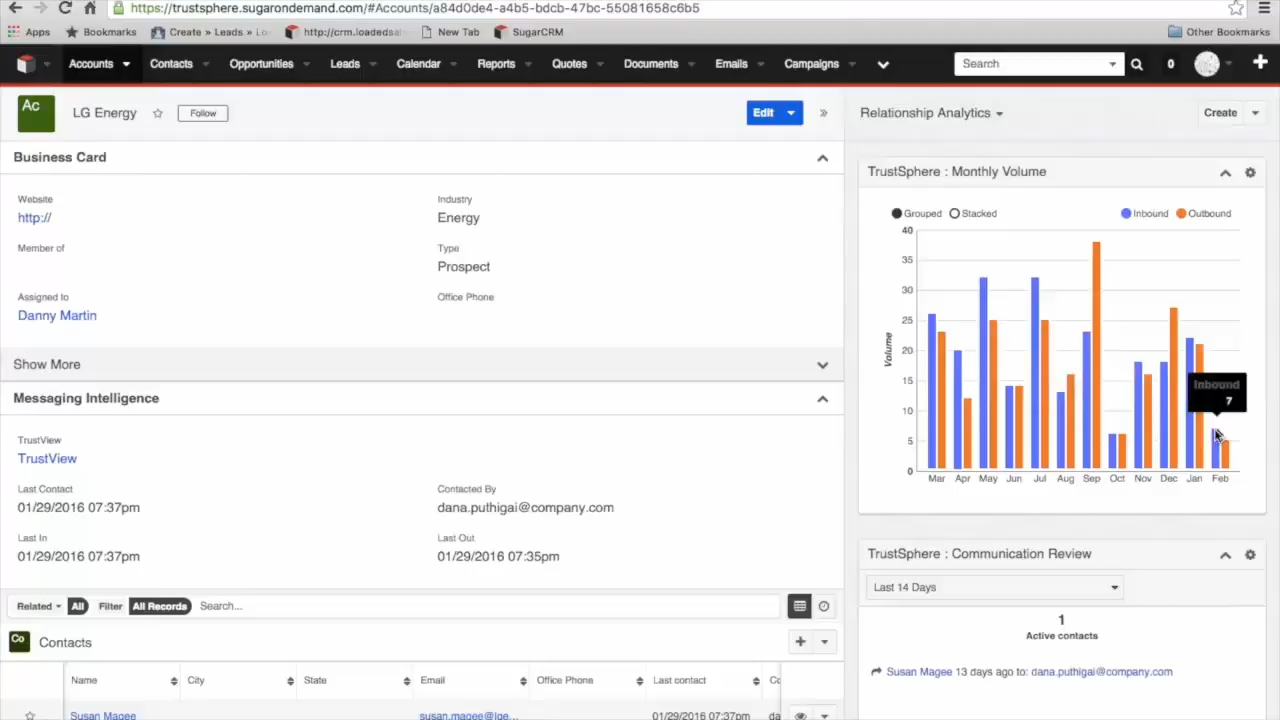 https://trustsphere.sugarondemand.com/#Accounts/a84d0de4-a4b5-bdcb-47bc-55081658c6b5
Apps Bookmarks Create » Leads » Lo http://crm.loadedsa New Tab SugarCRM Other Bookmarks
Accounts Contacts Opportunities Leads Calendar Reports Quotes Documents Emails Campaigns Search 0
Ac LG Energy Follow Edit
Relationship Analytics Create
Business Card
Website
http://
Industry
Energy
Member of
Type
Prospect
Assigned to
Danny Martin
Office Phone
Show More
Messaging Intelligence
TrustView
TrustView
Last Contact
01/29/2016 07:37pm
Contacted By
dana.puthigai@company.com
Last In
01/29/2016 07:37pm
Last Out
01/29/2016 07:35pm
Related All Filter All Records Search...
Co Contacts
Name City State Email Office Phone Last contact Co
Susan Magee susan.magee@lge... 01/29/2016 07:37pm da
TrustSphere : Monthly Volume
Grouped Stacked Inbound Outbound
40
35
30
25
20
15
10
5
0
Volume
Inbound
7
Mar Apr May Jun Jul Aug Sep Oct Nov Dec Jan Feb
TrustSphere : Communication Review
Last 14 Days
1
Active contacts
Susan Magee 13 days ago to: dana.puthigai@company.com